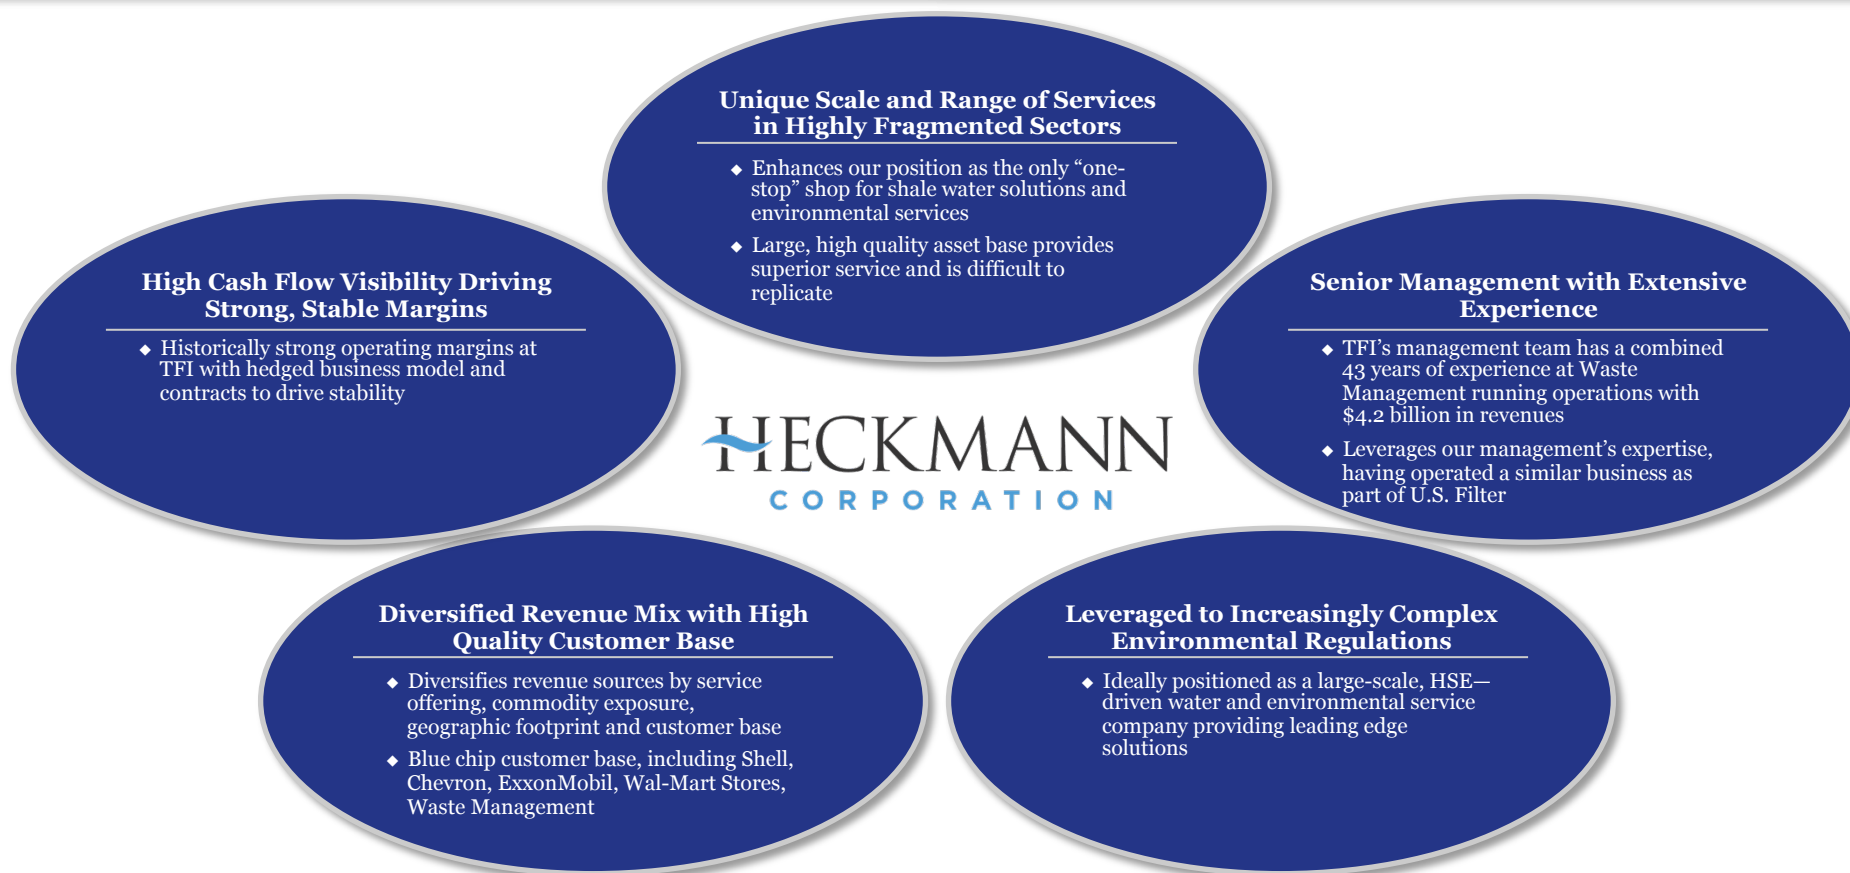 Unique Scale and Range of Services
in Highly Fragmented Sectors
◆ Enhances our position as the only “one-
stop” shop for shale water solutions and
environmental services
◆ Large, high quality asset base provides
superior service and is difficult to
replicate
High Cash Flow Visibility Driving
Strong, Stable Margins
◆ Historically strong operating margins at
TFI with hedged business model and
contracts to drive stability
Senior Management with Extensive
Experience
◆ TFI’s management team has a combined
43 years of experience at Waste
Management running operations with
$4.2 billion in revenues
◆ Leverages our management’s expertise,
having operated a similar business as
part of U.S. Filter
HECKMANN
CORPORATION
Diversified Revenue Mix with High
Quality Customer Base
◆ Diversifies revenue sources by service
offering, commodity exposure,
geographic footprint and customer base
◆ Blue chip customer base, including Shell,
Chevron, ExxonMobil, Wal-Mart Stores,
Waste Management
Leveraged to Increasingly Complex
Environmental Regulations
◆ Ideally positioned as a large-scale, HSE—
driven water and environmental service
company providing leading edge
solutions